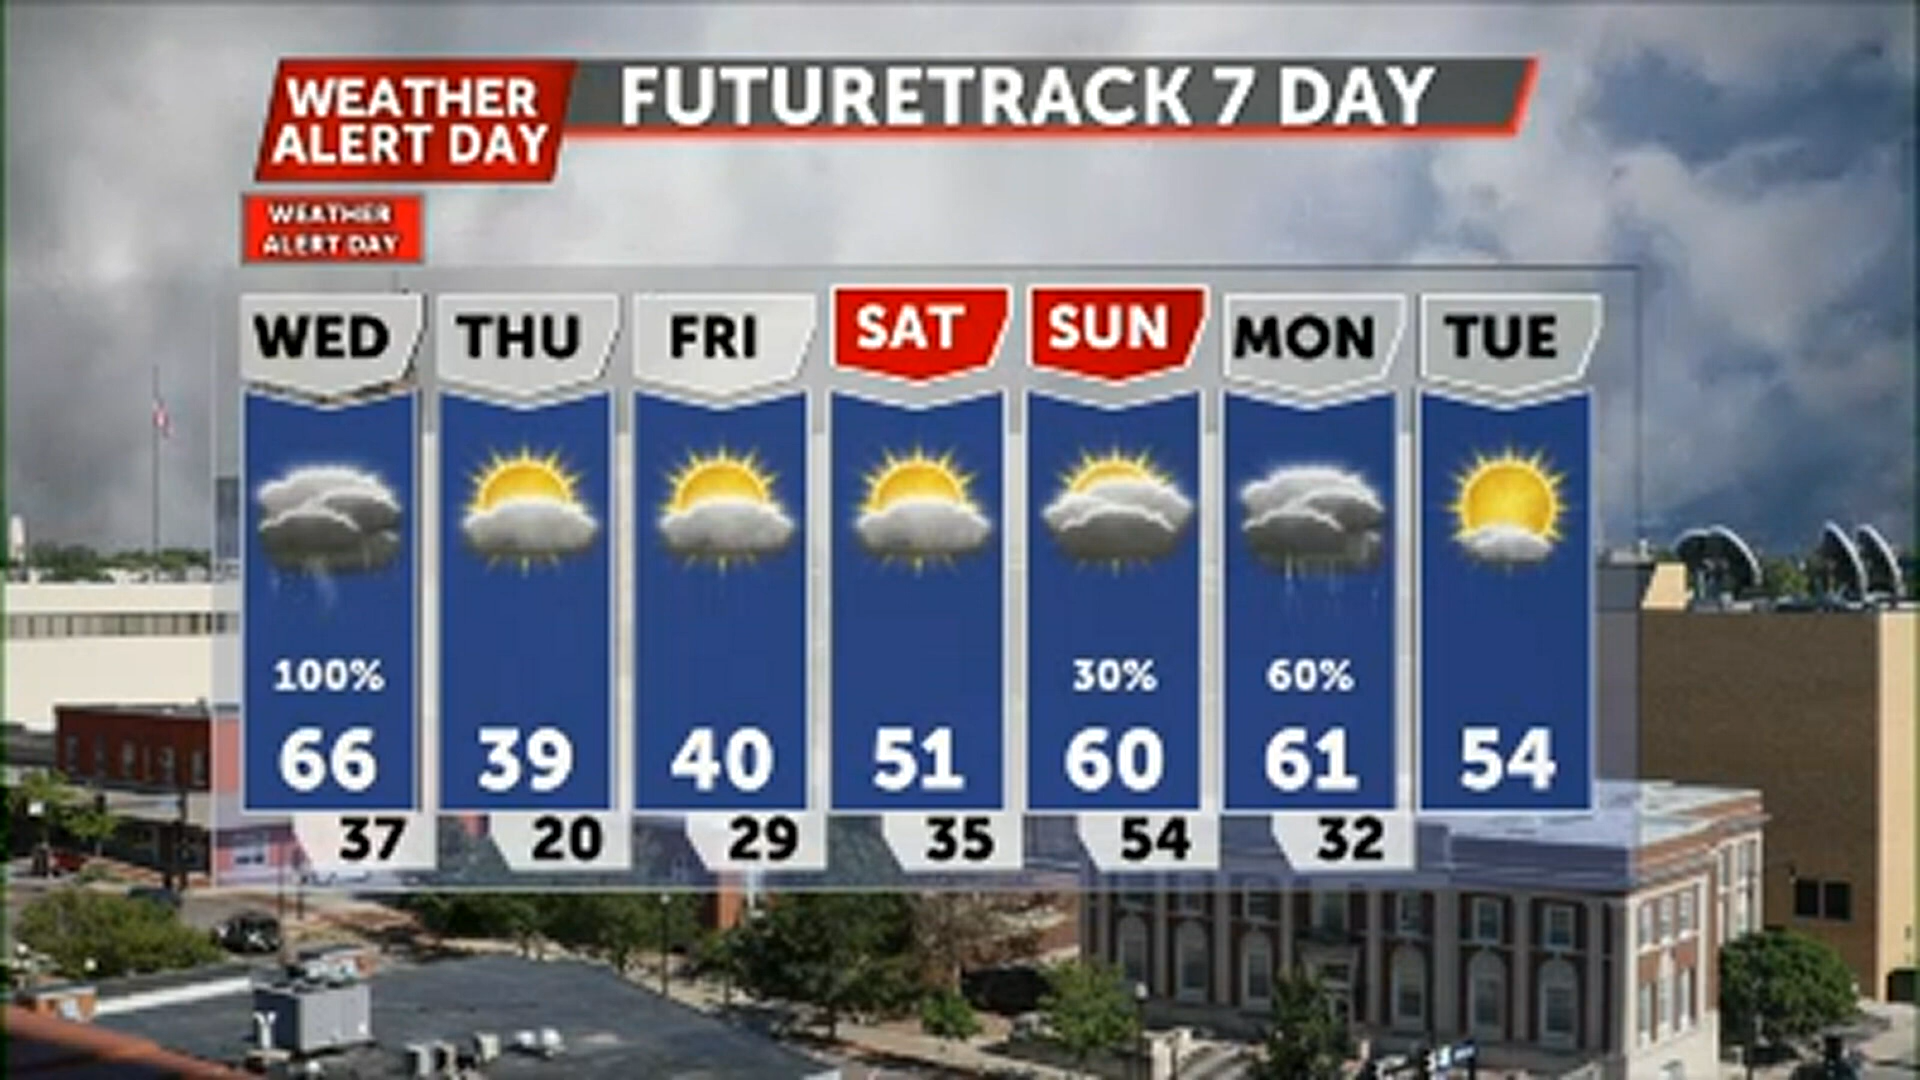 WEATHER
ALERT DAY
FUTURETRACK 7 DAY
WEATHER
ALERT DAY
WED THU FRI SAT SUN MON TUE
100% 30% 60%
66 39 40 51 60 61 54
37 20 29 35 54 32